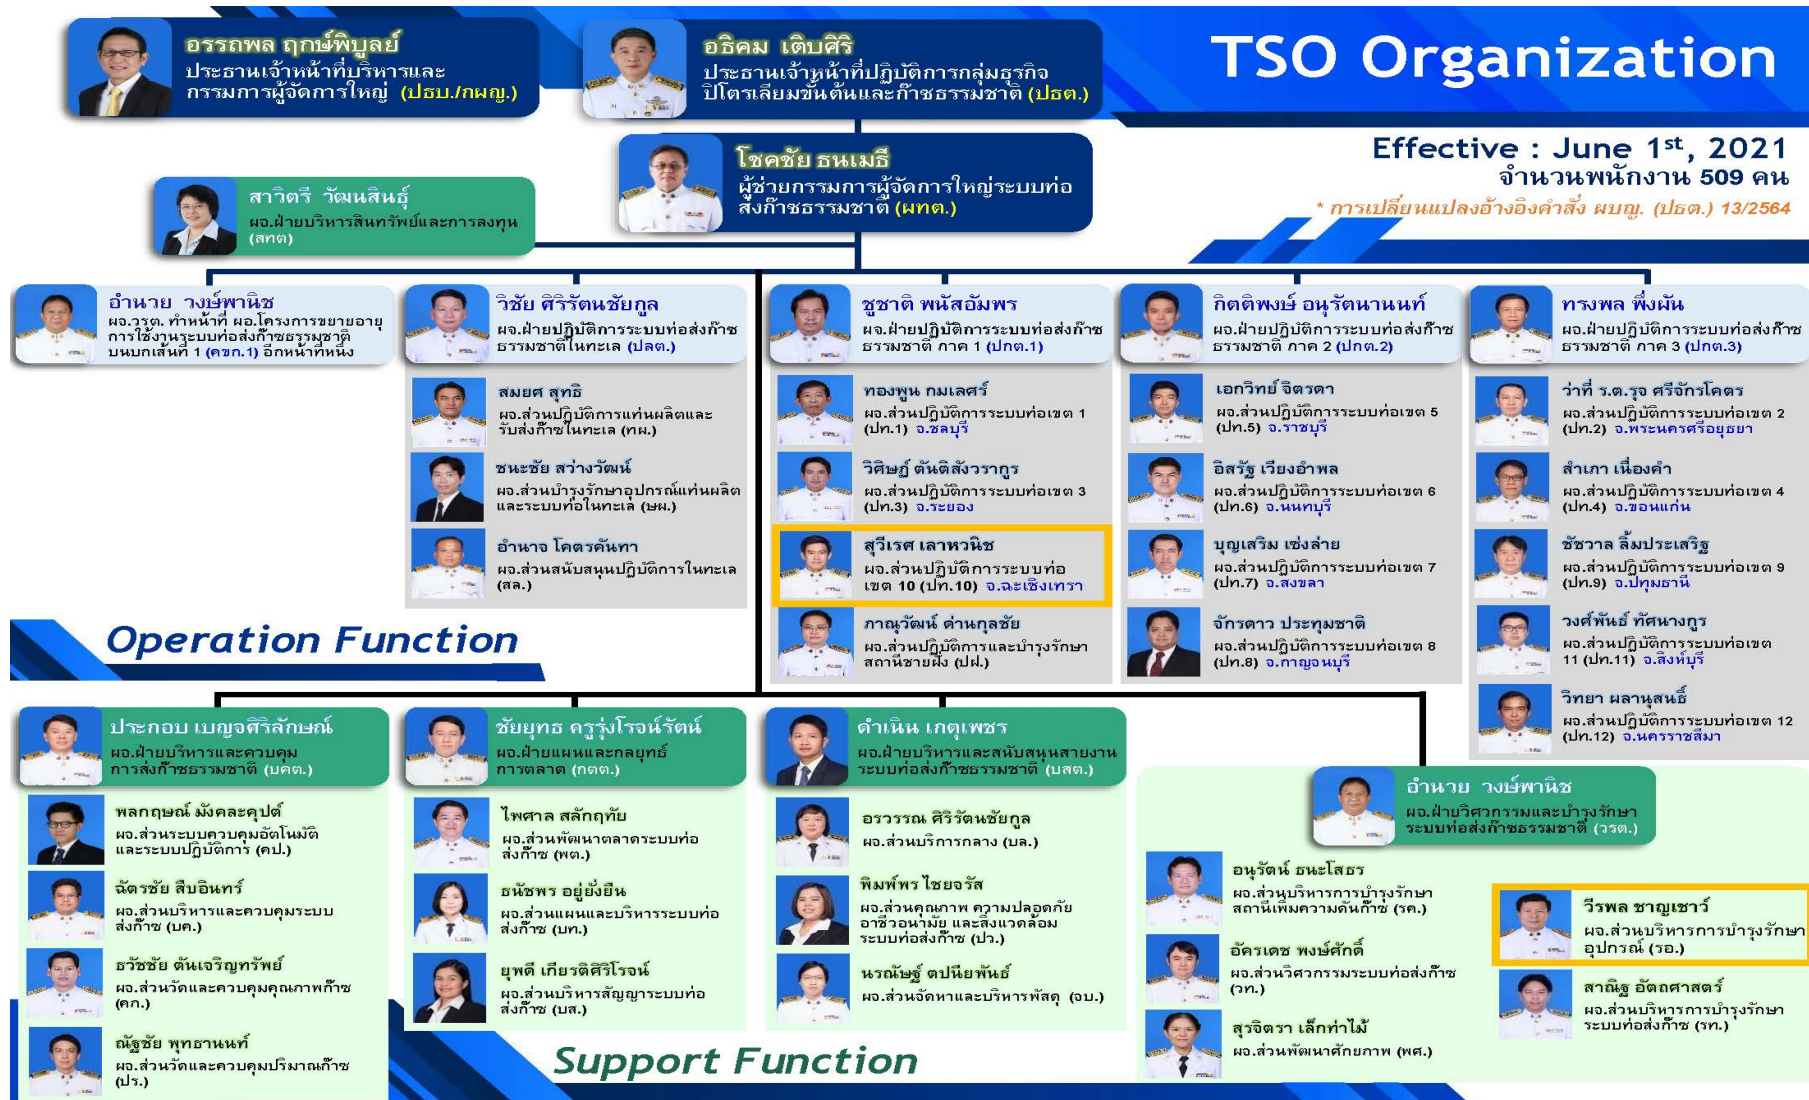 อรรถพล ฤกษ์พิบูลย์
ประธานเจ้าหน้าที่บริหารและ
กรรมการผู้จัดการใหญ่ (ปธบ./กผญ.)
อธิคม เติบศิริ
ประธานเจ้าหน้าที่ปฏิบัติการกลุ่มธุรกิจ
ปิโตรเลียมขั้นต้นและก๊าซธรรมชาติ (ปธต.)
TSO Organization
Effective : June 1st, 2021
จำนวนพนักงาน 509 คน
* การเปลี่ยนแปลงอ้างอิงคำสั่ง ผบญ. (ปธต.) 13/2564
โชคชัย ธนเมธี
ผู้ช่วยกรรมการผู้จัดการใหญ่ระบบท่อ
ส่งก๊าซธรรมชาติ (ผทต.)
สาวิตรี วัฒนสินธุ์
ผจ.ฝ่ายบริหารสินทรัพย์และการลงทุน
(สทต)
อำนวย วงษ์พานิช
ผจ.วรต. ทำหน้าที่ ผอ.โครงการขยายอายุ
การใช้งานระบบท่อส่งก๊าซธรรมชาติ
บนบกเส้นที่ 1 (คขก.1) อีกหน้าที่หนึ่ง
วิชัย ศิริรัตนชัยกูล
ผจ.ฝ่ายปฏิบัติการระบบท่อส่งก๊าซ
ธรรมชาติในทะเล (ปลต.)
สมยศ สุทธิ
ผจ.ส่วนปฏิบัติการแท่นผลิตและ
รับส่งก๊าซในทะเล (ทผ.)
ชนะชัย สว่างวัฒน์
ผจ.ส่วนบำรุงรักษาอุปกรณ์แท่นผลิต
และระบบท่อในทะเล (ษผ.)
อำนาจ โคตรคันทา
ผจ.ส่วนสนับสนุนปฏิบัติการในทะเล
(สล.)
ชูชาติ พนัสอัมพร
ผจ.ฝ่ายปฏิบัติการระบบท่อส่งก๊าซ
ธรรมชาติ ภาค 1 (ปกต.1)
ทองพูน กมเลศร์
ผจ.ส่วนปฏิบัติการระบบท่อเขต 1
(ปท.1) จ.ชลบุรี
วิศิษฏ์ ตันติสังวรากูร
ผจ.ส่วนปฏิบัติการระบบท่อเขต 3
(ปท.3) จ.ระยอง
สุวีเรศ เลาหวนิช
ผจ.ส่วนปฏิบัติการระบบท่อ
เขต 10 (ปท.10) จ.ฉะเชิงเทรา
ภาณุวัฒน์ ด่านกุลชัย
ผจ.ส่วนปฏิบัติการและบำรุงรักษา
สถานีชายฝั่ง (ปฝ.)
กิตติพงษ์ อนุรัตนานนท์
ผจ.ฝ่ายปฏิบัติการระบบท่อส่งก๊าซ
ธรรมชาติ ภาค 2 (ปกต.2)
เอกวิทย์ จิตรตา
ผจ.ส่วนปฏิบัติการระบบท่อเขต 5
(ปท.5) จ.ราชบุรี
อิสรัฐ เวียงอำพล
ผจ.ส่วนปฏิบัติการระบบท่อเขต 6
(ปท.6) จ.นนทบุรี
บุญเสริม เซ่งล่าย
ผจ.ส่วนปฏิบัติการระบบท่อเขต 7
(ปท.7) จ.สงขลา
จักรดาว ประทุมชาติ
ผจ.ส่วนปฏิบัติการระบบท่อเขต 8
(ปท.8) จ.กาญจนบุรี
ทรงพล พึ่งผัน
ผจ.ฝ่ายปฏิบัติการระบบท่อส่งก๊าซ
ธรรมชาติ ภาค 3 (ปกต.3)
ว่าที่ ร.ต.รุจ ศรีจักรโคตร
ผจ.ส่วนปฏิบัติการระบบท่อเขต 2
(ปท.2) จ.พระนครศรีอยุธยา
สำเภา เนื่องคำ
ผจ.ส่วนปฏิบัติการระบบท่อเขต 4
(ปท.4) จ.ขอนแก่น
ชัชวาล ลิ้มประเสริฐ
ผจ.ส่วนปฏิบัติการระบบท่อเขต 9
(ปท.9) จ.ปทุมธานี
วงศ์พันธ์ ทัศนางกูร
ผจ.ส่วนปฏิบัติการระบบท่อเขต
11 (ปท.11) จ.สิงห์บุรี
วิทยา ผลานุสนธิ์
ผจ.ส่วนปฏิบัติการระบบท่อเขต 12
(ปท.12) จ.นครราชสีมา
Operation Function
ประกอบ เบญจศิริลักษณ์
ผจ.ฝ่ายบริหารและควบคุม
การส่งก๊าซธรรมชาติ (บคต.)
พลกฤษณ์ มังคละคุปต์
ผจ.ส่วนระบบควบคุมอัตโนมัติ
และระบบปฏิบัติการ (คป.)
ฉัตรชัย สืบอินทร์
ผจ.ส่วนบริหารและควบคุมระบบ
ส่งก๊าซ (บค.)
ธวัชชัย ตันเจริญทรัพย์
ผจ.ส่วนวัดและควบคุมคุณภาพก๊าซ
(คก.)
ณัฐชัย พุทธานนท์
ผจ.ส่วนวัดและควบคุมปริมาณก๊าซ
(ปร.)
ชัยยุทธ ครูรุ่งโรจน์รัตน์
ผจ.ฝ่ายแผนและกลยุทธ์
การตลาด (กตต.)
ไพศาล สลักฤทัย
ผจ.ส่วนพัฒนาตลาดระบบท่อ
ส่งก๊าซ (พต.)
ธนัชพร อยู่ยั่งยืน
ผจ.ส่วนแผนและบริหารระบบท่อ
ส่งก๊าซ (บท.)
ยุพดี เกียรติศิริโรจน์
ผจ.ส่วนบริหารสัญญาระบบท่อ
ส่งก๊าซ (บส.)
ดำเนิน เกตุเพชร
ผจ.ฝ่ายบริหารและสนับสนุนสายงาน
ระบบท่อส่งก๊าซธรรมชาติ (บสต.)
อรวรรณ ศิริรัตนชัยกูล
ผจ.ส่วนบริการกลาง (บล.)
พิมพ์พร ไชยจรัส
ผจ.ส่วนคุณภาพ ความปลอดภัย
อาชีวอนามัย และสิ่งแวดล้อม
ระบบท่อส่งก๊าซ (ปว.)
นรณัษฐ์ ตปนียพันธ์
ผจ.ส่วนจัดหาและบริหารพัสดุ (จบ.)
อำนวย วงษ์พานิช
ผจ.ฝ่ายวิศวกรรมและบำรุงรักษา
ระบบท่อส่งก๊าซธรรมชาติ (วรต.)
อนุรัตน์ ธนะโสธร
ผจ.ส่วนบริหารการบำรุงรักษา
สถานีเพิ่มความดันก๊าซ (รค.)
อัครเดช พงษ์ศักดิ์
ผจ.ส่วนวิศวกรรมระบบท่อส่งก๊าซ
(วท.)
สุรจิตรา เล็กท่าไม้
ผจ.ส่วนพัฒนาศักยภาพ (พศ.)
วีรพล ชาญเชาว์
ผจ.ส่วนบริหารการบำรุงรักษา
อุปกรณ์ (รอ.)
สาณิฐ อัตถศาสตร์
ผจ.ส่วนบริหารการบำรุงรักษา
ระบบท่อส่งก๊าซ (รท.)
Support Function